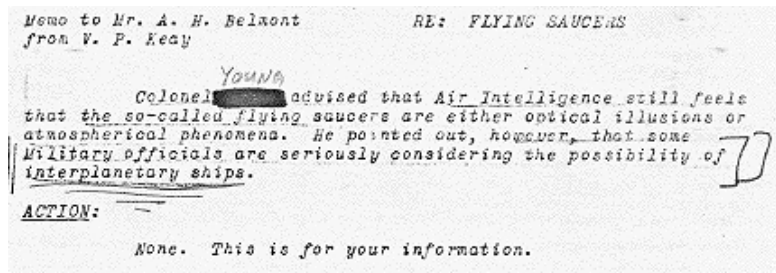 Memo to Mr. A. H. Belmont RE: FLYING SAUCERS
from V. P. Keay
YOUNG
Colonel advised that Air Intelligence still feels
that the so-called flying saucers are either optical illusions or
atmospherical phenomena. He pointed out, however, that some
Military officials are seriously considering the possibility of
interplanetary ships.
ACTION:
None. This is for your information.